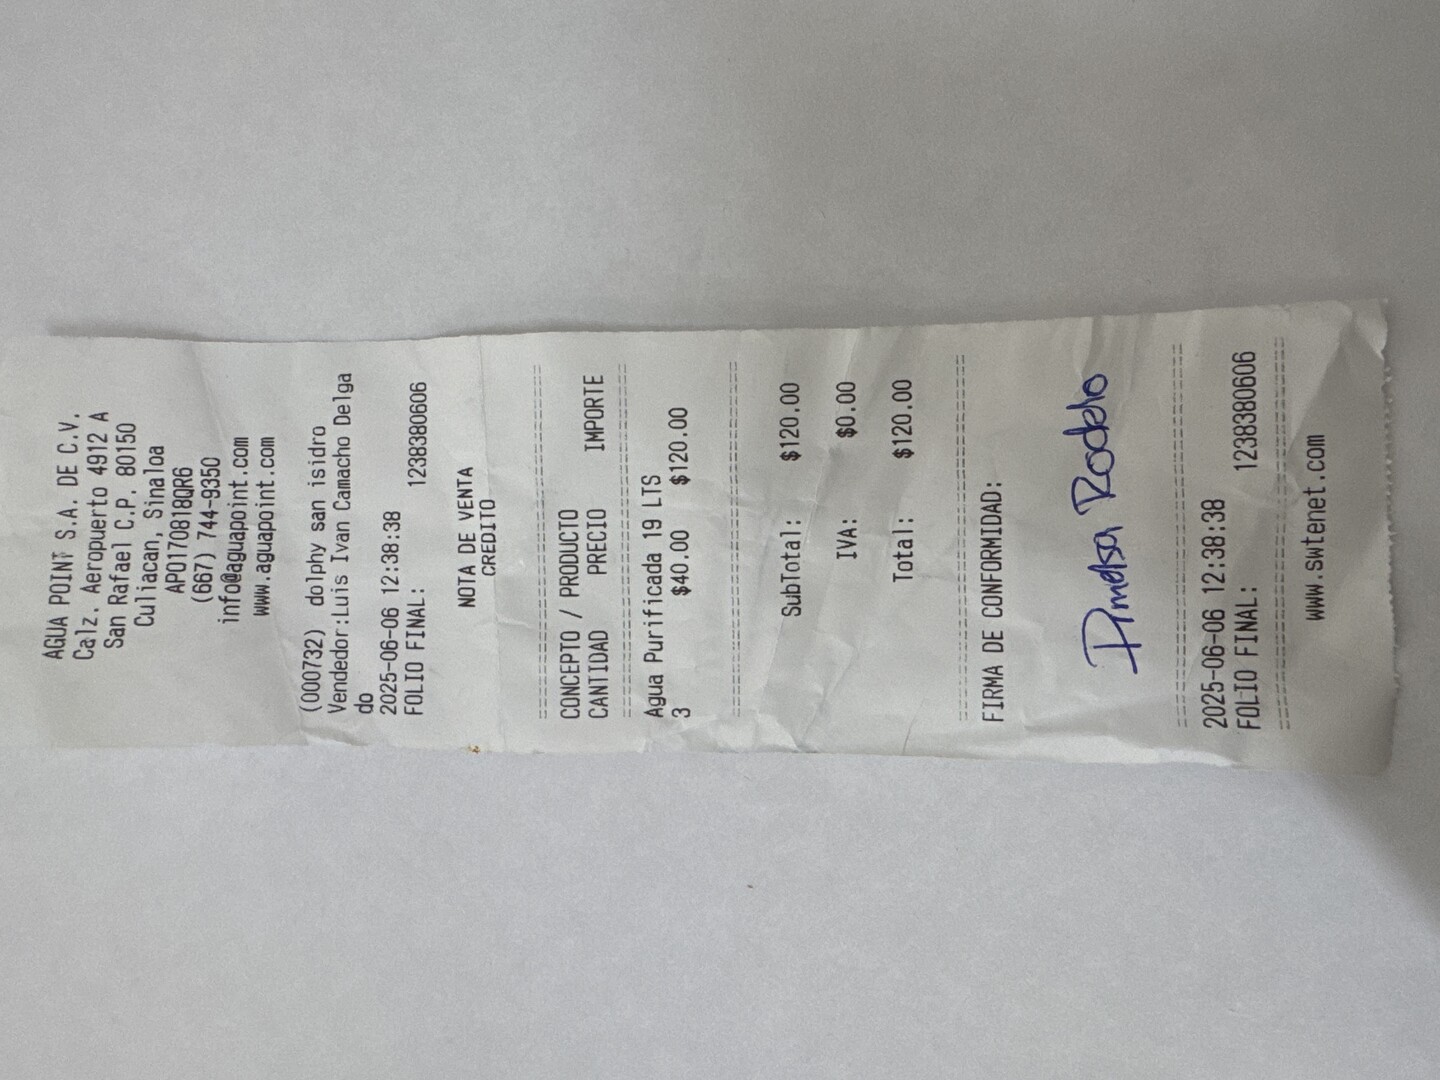 AGUA POINT S.A. DE C.V.
Calz. Aeropuerto 4912 A
San Rafael C.P. 80150
Culiacan, Sinaloa
APO170818QR6
(667) 744-9350
info@aguapoint.com
www.aguapoint.com
(000732) dolphy san isidro
Vendedor:Luis Ivan Camacho Delga
do
2025-06-06 12:38:38
FOLIO FINAL: 1238380606
NOTA DE VENTA
CREDITO
CONCEPTO / PRODUCTO
CANTIDAD PRECIO IMPORTE
Agua Purificada 19 LTS
3 $40.00 $120.00
SubTotal: $120.00
IVA: $0.00
Total: $120.00
FIRMA DE CONFORMIDAD:
Rodelo
2025-06-06 12:38:38
FOLIO FINAL: 1238380606
www.swtenet.com